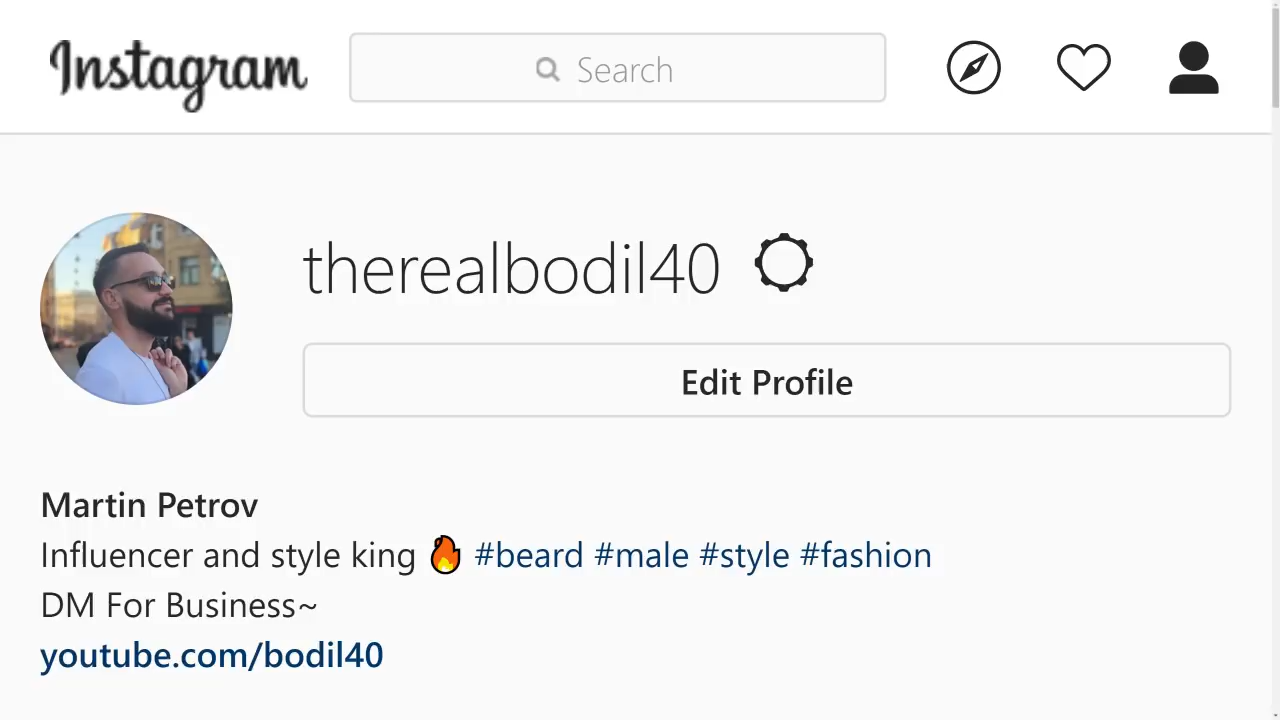 Instagram
Search
therealbodil40
Edit Profile
Martin Petrov
Influencer and style king 🔥 #beard #male #style #fashion
DM For Business~
youtube.com/bodil40